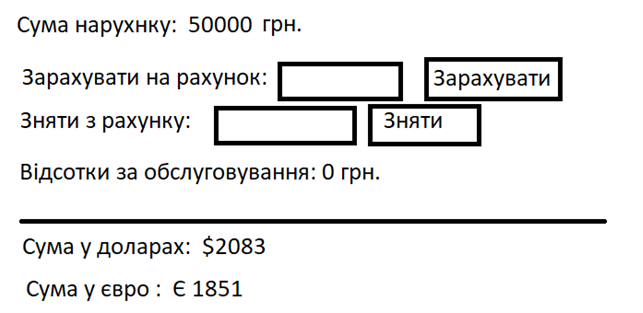 Сума нарухнку: 50000 грн.
Зарахувати на рахунок: Зарахувати
Зняти з рахунку: Зняти
Відсотки за обслуговування: 0 грн.
Сума у доларах: $2083
Сума у євро : Є 1851